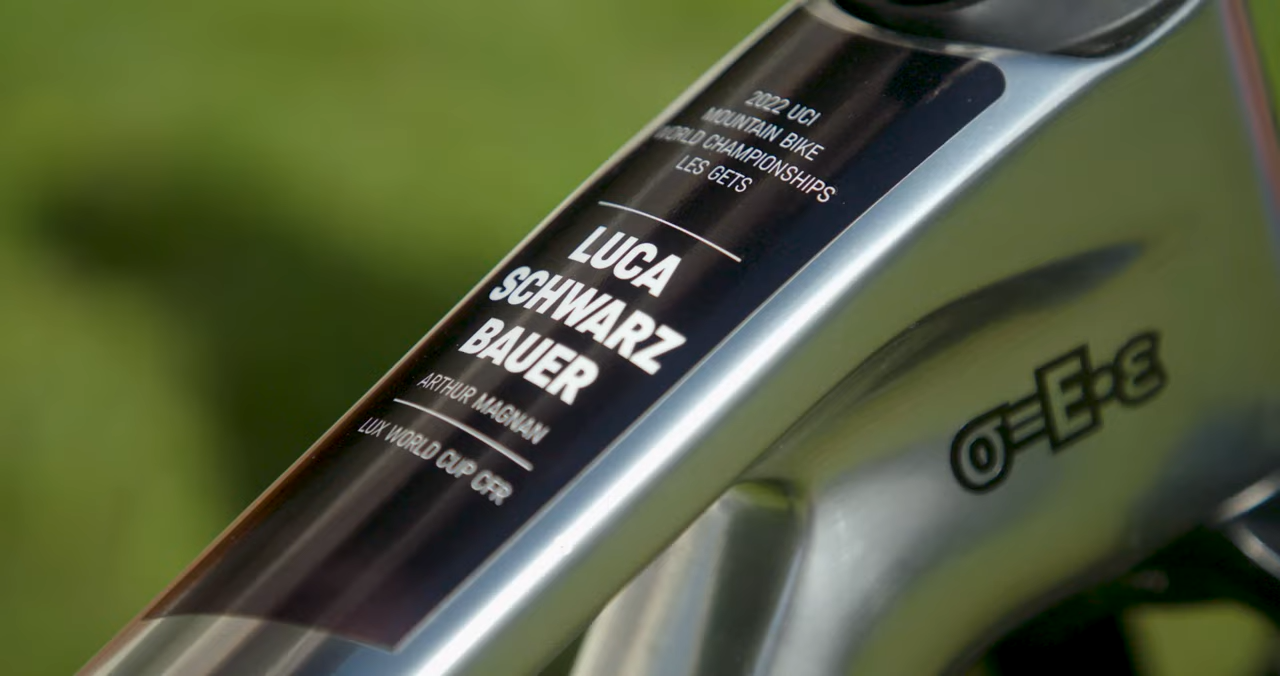 2022 UCI
MOUNTAIN BIKE
WORLD CHAMPIONSHIPS
LES GETS
LUCA
SCHWARZ
BAUER
ARTHUR MAGNAN
LUX WORLD CUP CFR